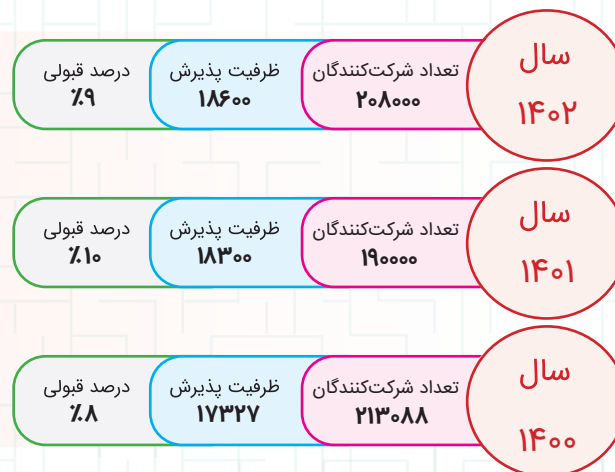 سال
۱۴۰۲
تعداد شرکت‌کنندگان
۲۰۸۰۰۰
ظرفیت پذیرش
۱۸۶۰۰
درصد قبولی
٪۹
سال
۱۴۰۱
تعداد شرکت‌کنندگان
۱۹۰۰۰۰
ظرفیت پذیرش
۱۸۳۰۰
درصد قبولی
٪۱۰
سال
۱۴۰۰
تعداد شرکت‌کنندگان
۲۱۳۰۸۸
ظرفیت پذیرش
۱۷۳۲۷
درصد قبولی
٪۸